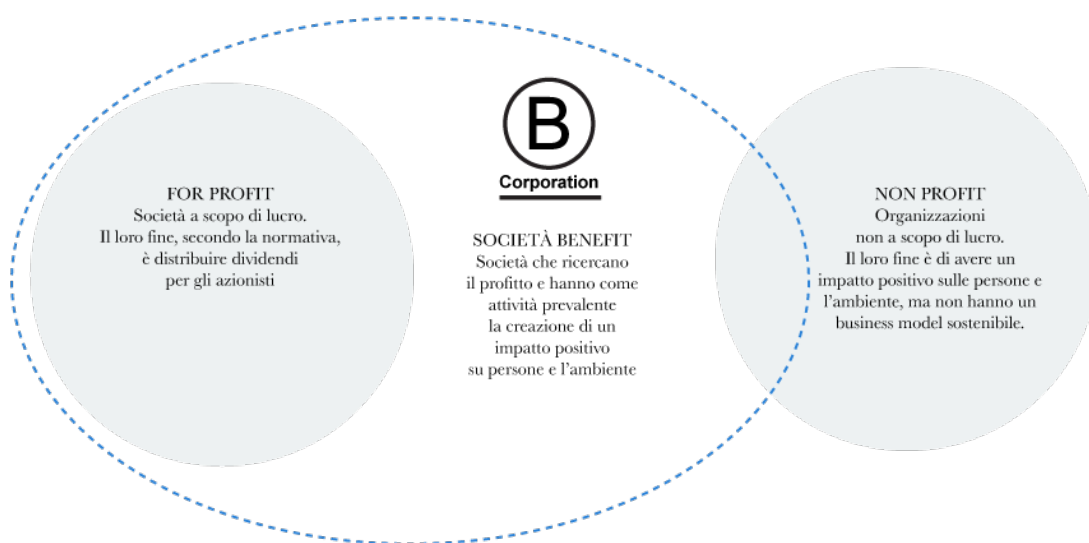 B
Corporation
FOR PROFIT
Società a scopo di lucro.
Il loro fine, secondo la normativa,
è distribuire dividendi
per gli azionisti
SOCIETÀ BENEFIT
Società che ricercano
il profitto e hanno come
attività prevalente
la creazione di un
impatto positivo
su persone e l’ambiente
NON PROFIT
Organizzazioni
non a scopo di lucro.
Il loro fine è di avere un
impatto positivo sulle persone e
l’ambiente, ma non hanno un
business model sostenibile.